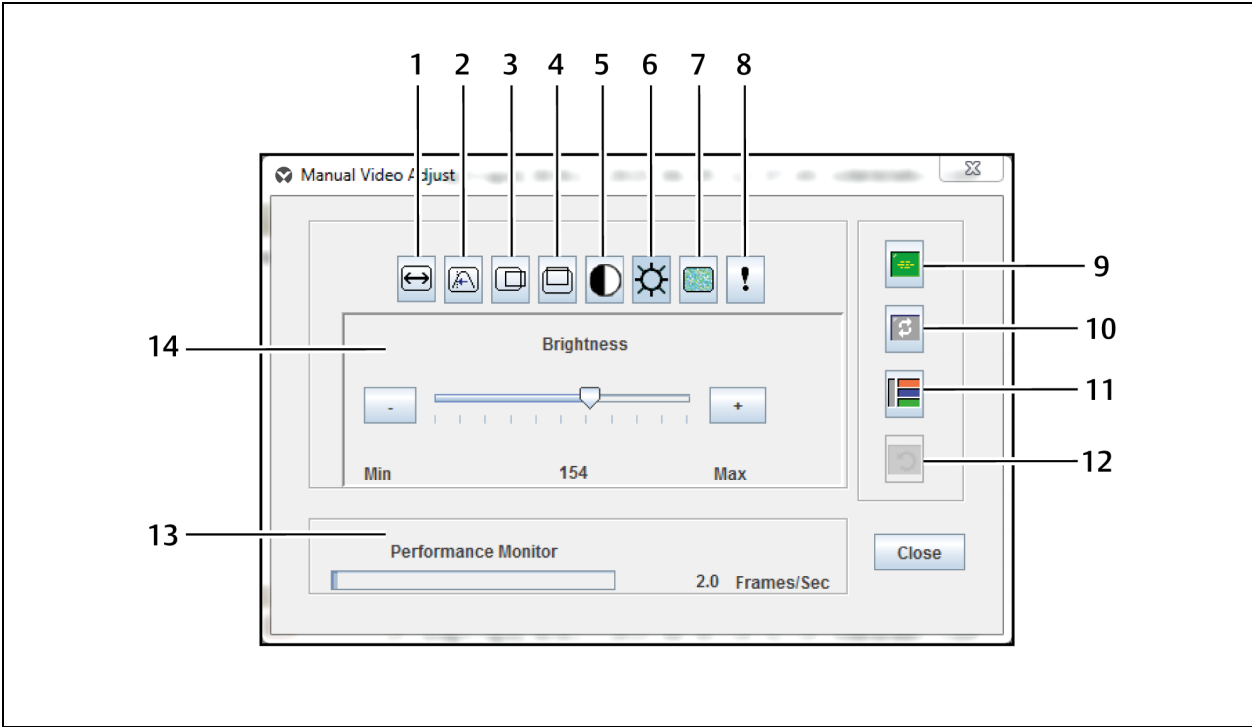 1 2 3 4 5 6 7 8
Manual Video Adjust
9
10
14
Brightness
11
- +
Min 154 Max
12
13
Performance Monitor
Close
2.0 Frames/Sec